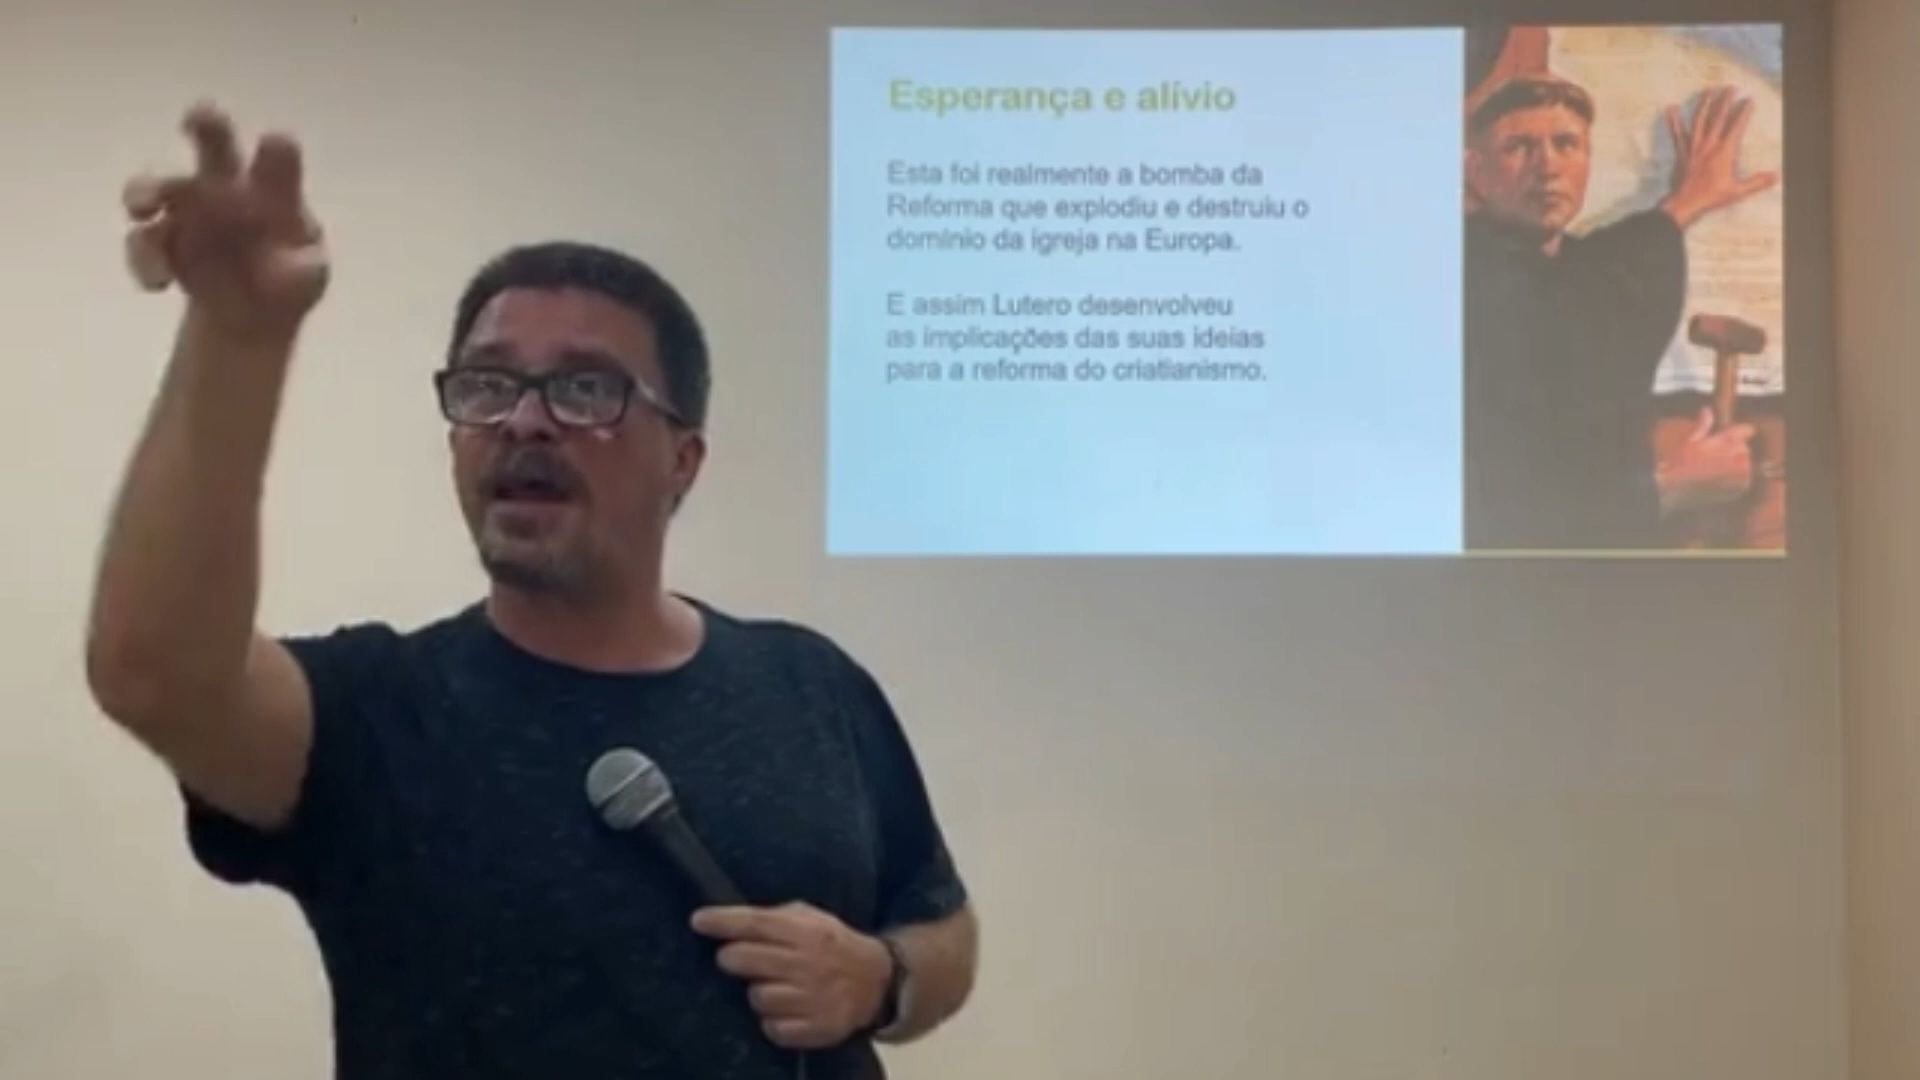 Esperança e alívio
Esta foi realmente a bomba da
Reforma que explodiu e destruiu o
domínio da igreja na Europa.
E assim Lutero desenvolveu
as implicações das suas ideias
para a reforma do criatianismo.